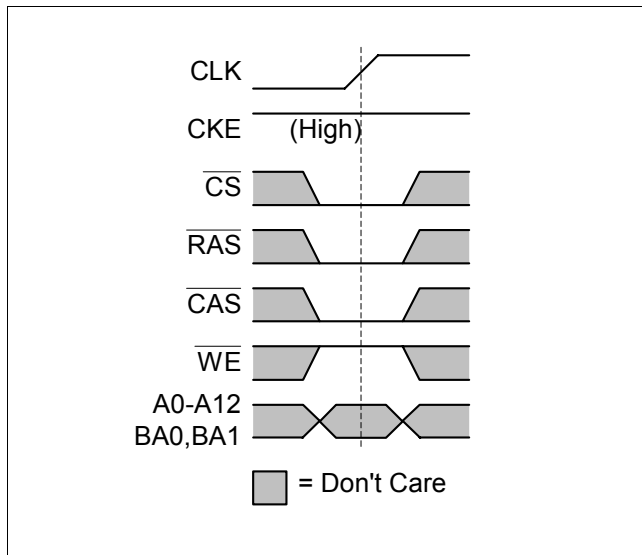 CLK
CKE (High)
CS
RAS
CAS
WE
A0-A12
BA0,BA1
= Don't Care